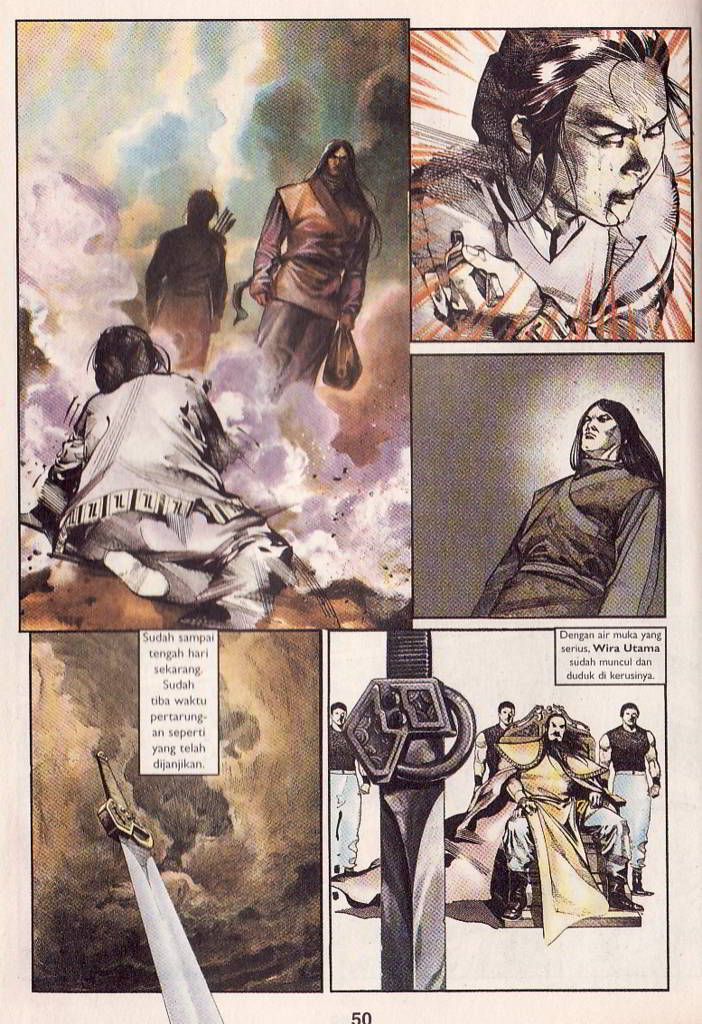 Sudah sampai
tengah hari
sekarang.
Sudah
tiba waktu
pertarung-
an seperti
yang telah
dijanjikan.
Dengan air muka yang
serius, Wira Utama
sudah muncul dan
duduk di kerusinya.
50